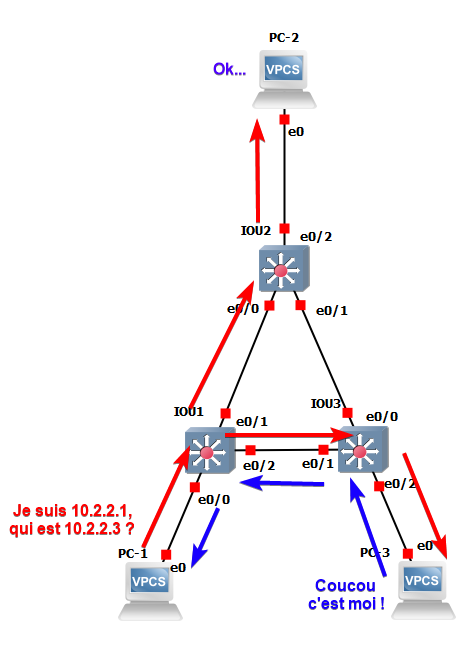 PC-2
Ok...
VPCS
e0
IOU2
e0/2
e0/0
e0/1
IOU1
e0/1
IOU3
e0/0
e0/2
e0/1
e0/0
e0/2
Je suis 10.2.2.1,
qui est 10.2.2.3 ?
PC-1
e0
VPCS
PC-3
e0
VPCS
Coucou
c'est moi !